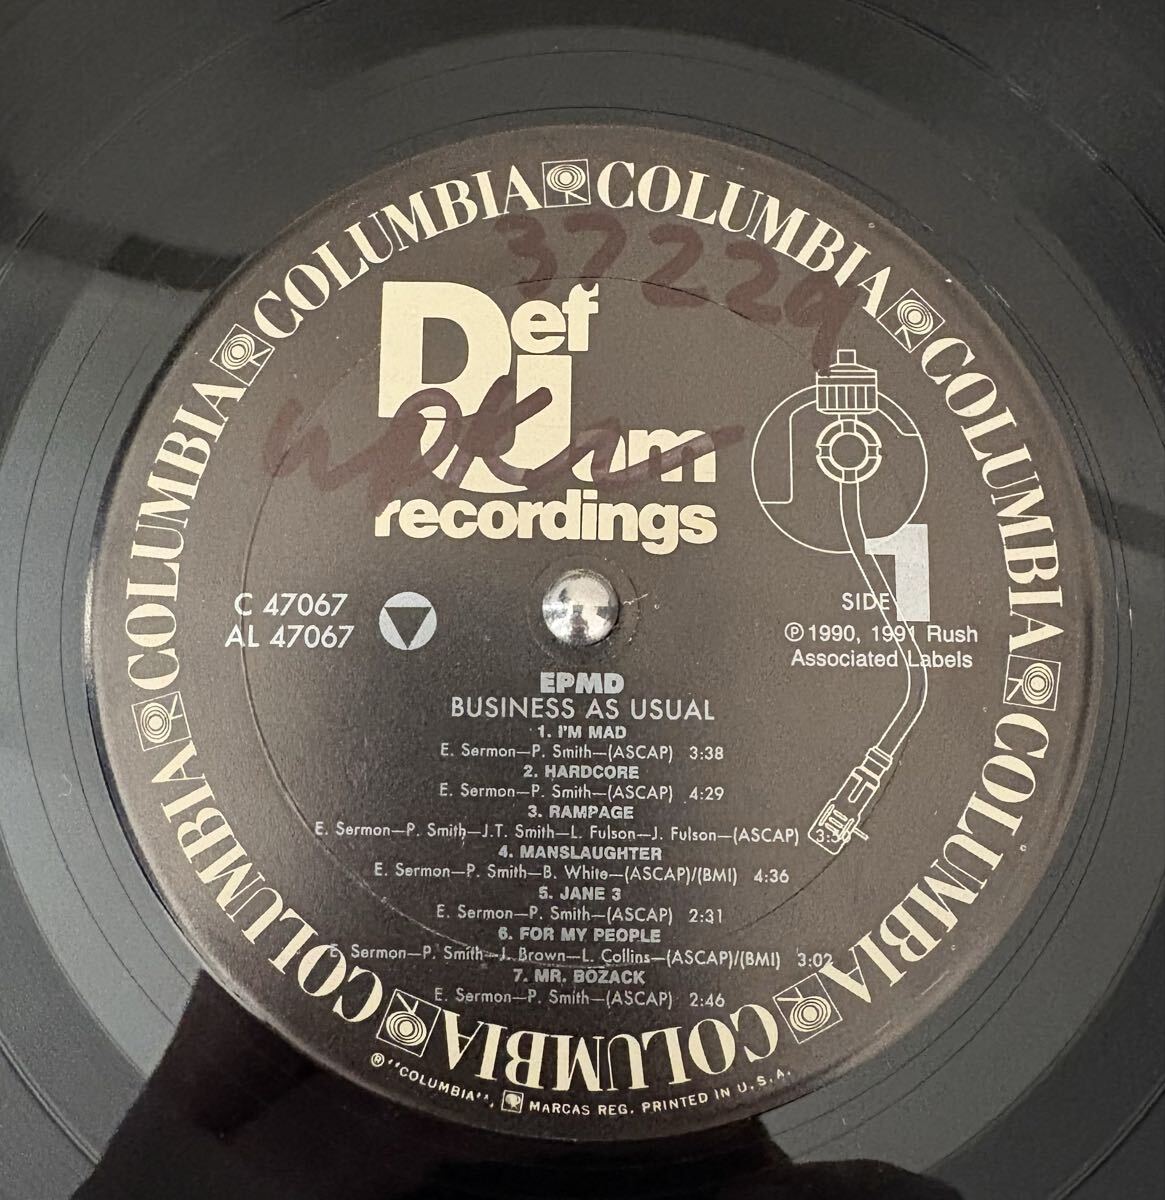 COLUMBIA COLUMBIA COLUMBIA COLUMBIA COLUMBIA COLUMBIA COLUMBIA COLUMBIA COLUMBIA COLUMBIA
3722
Def
Jam
recordings
C 47067
AL 47067
SIDE 1
℗ 1990, 1991 Rush
Associated Labels
EPMD
BUSINESS AS USUAL
1. I'M MAD
E. Sermon—P. Smith—(ASCAP) 3:38
2. HARDCORE
E. Sermon—P. Smith—(ASCAP) 4:29
3. RAMPAGE
E. Sermon—P. Smith—J.T. Smith—L. Fulson—J. Fulson—(ASCAP)
4. MANSLAUGHTER
E. Sermon—P. Smith—B. White—(ASCAP)/(BMI) 4:36
5. JANE 3
E. Sermon—P. Smith—(ASCAP) 2:31
6. FOR MY PEOPLE
E. Sermon—P. Smith—J. Brown—L. Collins—(ASCAP)/(BMI) 3:02
7. MR. BOZACK
E. Sermon—P. Smith—(ASCAP) 2:46
®"COLUMBIA", MARCAS REG. PRINTED IN U.S.A.